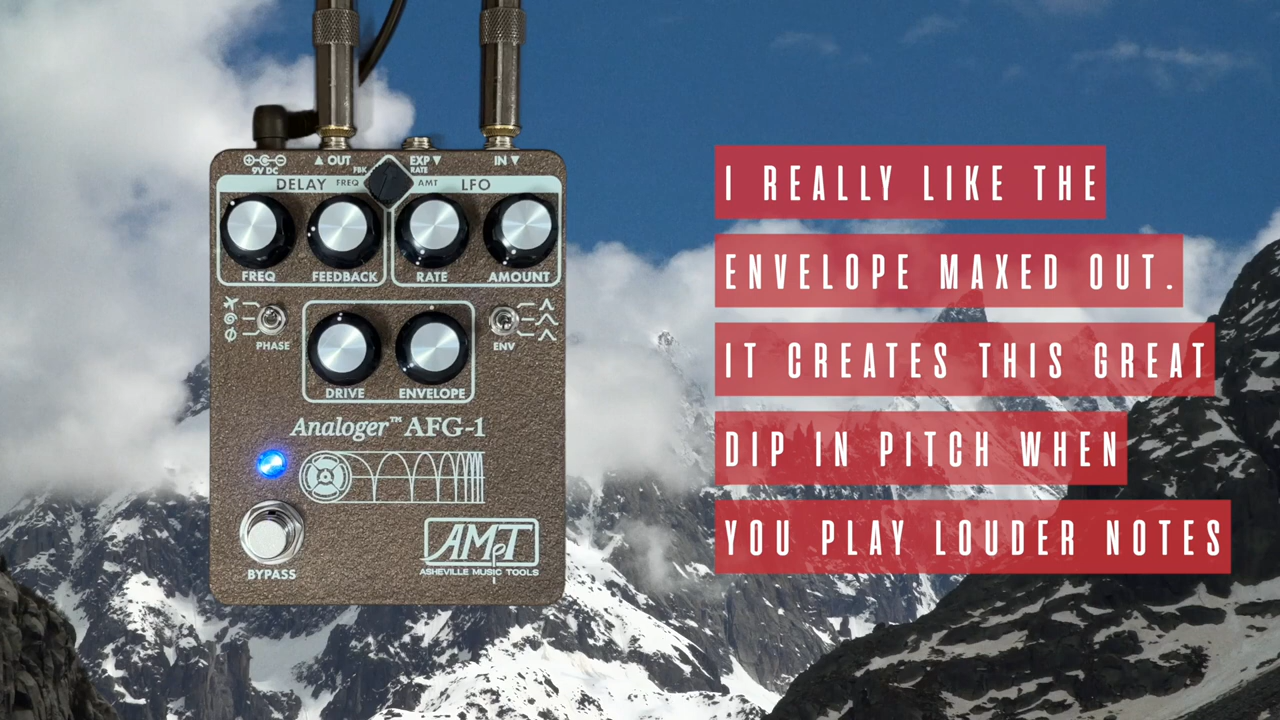 9V DC
▲ OUT
EXP ▼
RATE
IN ▼
FBK
DELAY
FREQ
AMT
LFO
FREQ
FEEDBACK
RATE
AMOUNT
PHASE
ENV
DRIVE
ENVELOPE
Analoger™ AFG-1
BYPASS
AMT
ASHEVILLE MUSIC TOOLS
I REALLY LIKE THE
ENVELOPE MAXED OUT.
IT CREATES THIS GREAT
DIP IN PITCH WHEN
YOU PLAY LOUDER NOTES